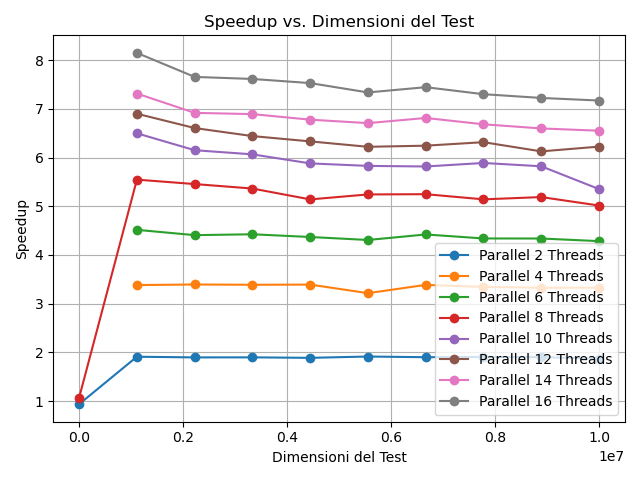 Speedup vs. Dimensioni del Test
Speedup
8
7
6
5
4
3
2
1
Parallel 2 Threads
Parallel 4 Threads
Parallel 6 Threads
Parallel 8 Threads
Parallel 10 Threads
Parallel 12 Threads
Parallel 14 Threads
Parallel 16 Threads
0.0 0.2 0.4 0.6 0.8 1.0
1e7
Dimensioni del Test